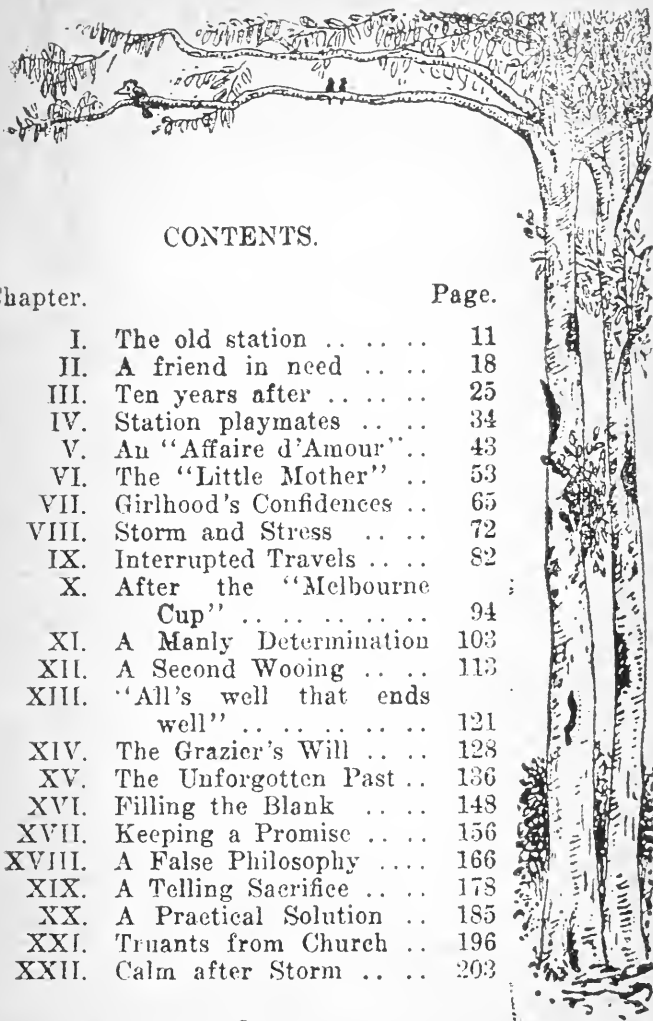 CONTENTS.
Chapter. Page.
I. The old station .. .. .. 11
II. A friend in need .. .. 18
III. Ten years after .. .. .. 25
IV. Station playmates .. .. 34
V. An "Affaire d'Amour".. 43
VI. The "Little Mother" .. 53
VII. Girlhood's Confidences .. 65
VIII. Storm and Stress .. .. 72
IX. Interrupted Travels .. .. 82
X. After the "Melbourne
Cup" .. .. .. .. .. 94
XI. A Manly Determination 103
XII. A Second Wooing .. .. 113
XIII. "All's well that ends
well" .. .. .. .. .. 121
XIV. The Grazier's Will .. .. 128
XV. The Unforgotten Past .. 136
XVI. Filling the Blank .. .. 148
XVII. Keeping a Promise .. .. 156
XVIII. A False Philosophy .... 166
XIX. A Telling Sacrifice .. .. 178
XX. A Practical Solution .. 185
XXI. Truants from Church .. 196
XXII. Calm after Storm .. .. 203